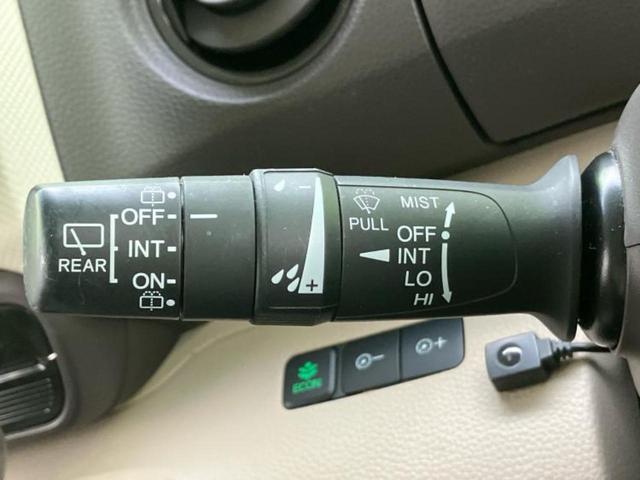 OFF
INT
REAR
ON
- +
PULL
MIST
OFF
INT
LO
HI
ECON
- +